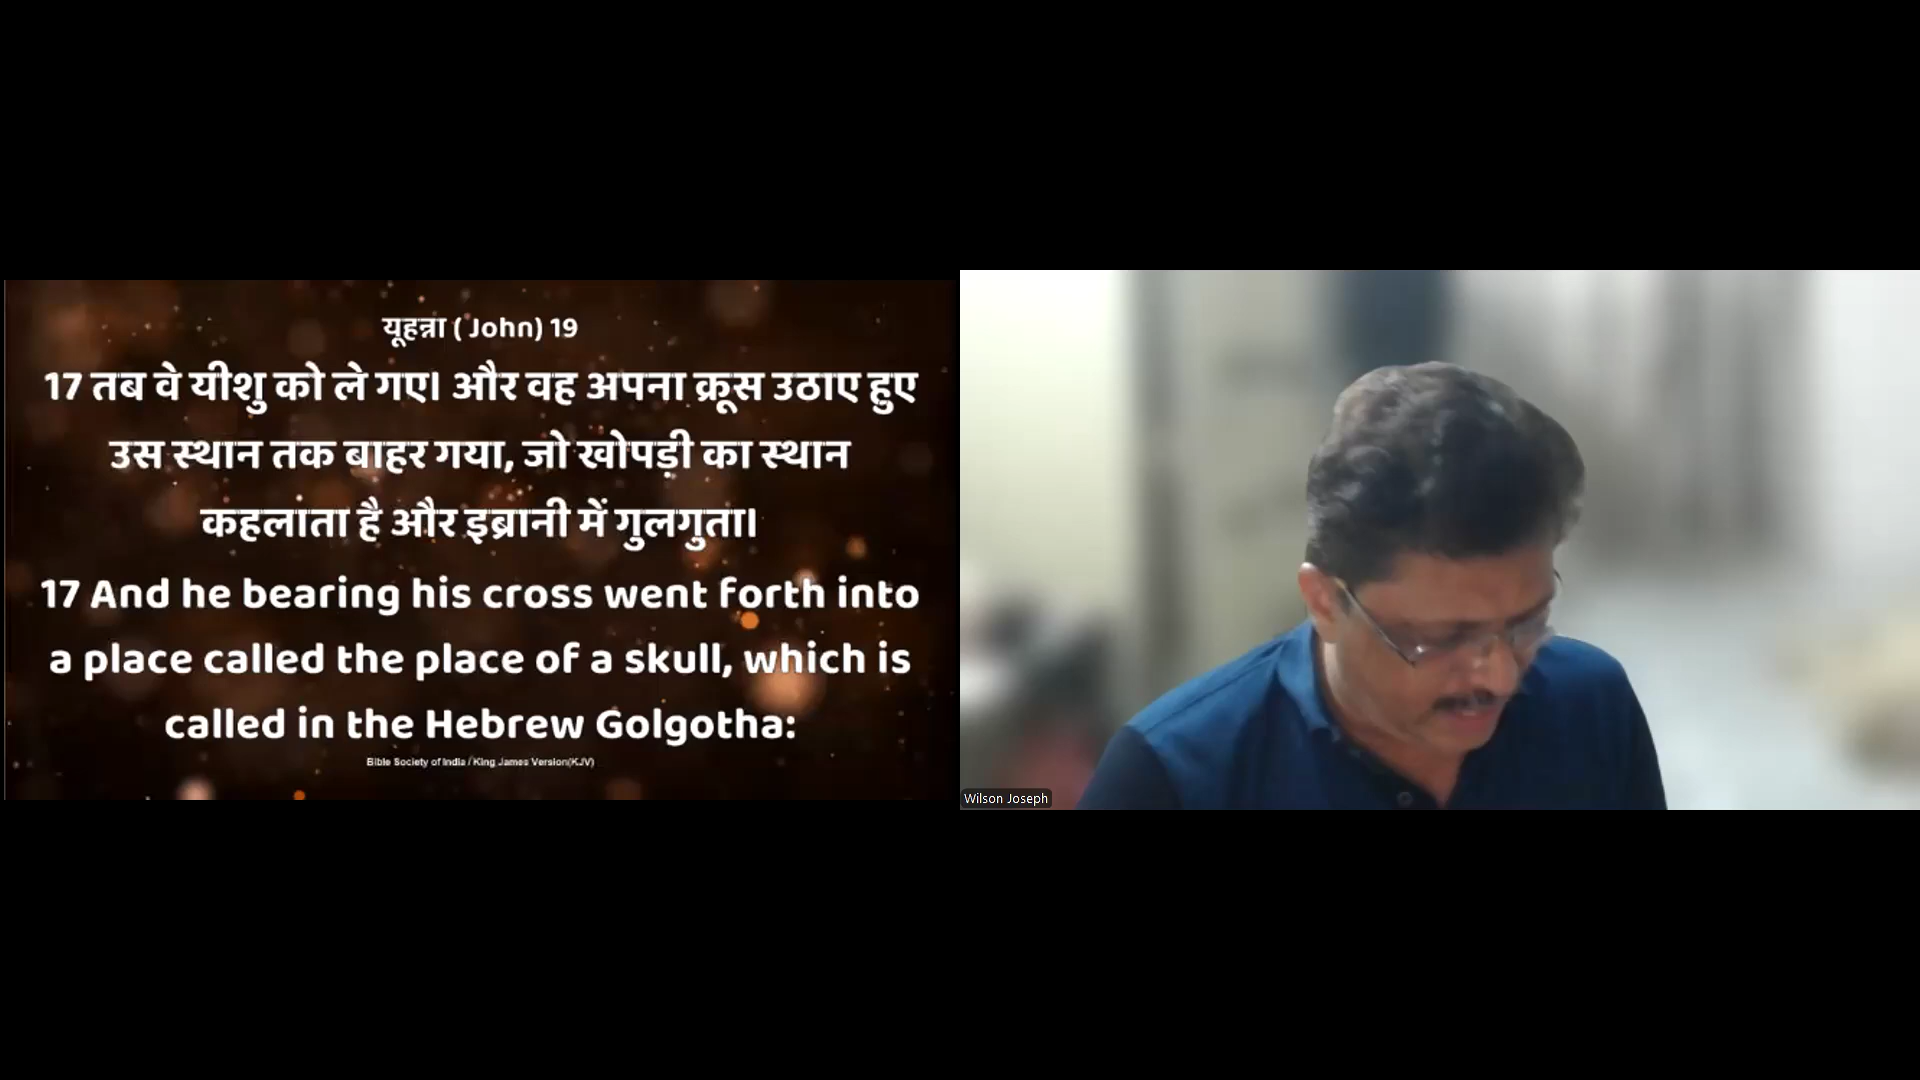 यूहन्ना ( John) 19
17 तब वे यीशु को ले गए। और वह अपना क्रूस उठाए हुए
उस स्थान तक बाहर गया, जो खोपड़ी का स्थान
कहलाता है और इब्रानी में गुलगुता।
17 And he bearing his cross went forth into
a place called the place of a skull, which is
called in the Hebrew Golgotha:
Bible Society of India / King James Version(KJV)
Wilson Joseph